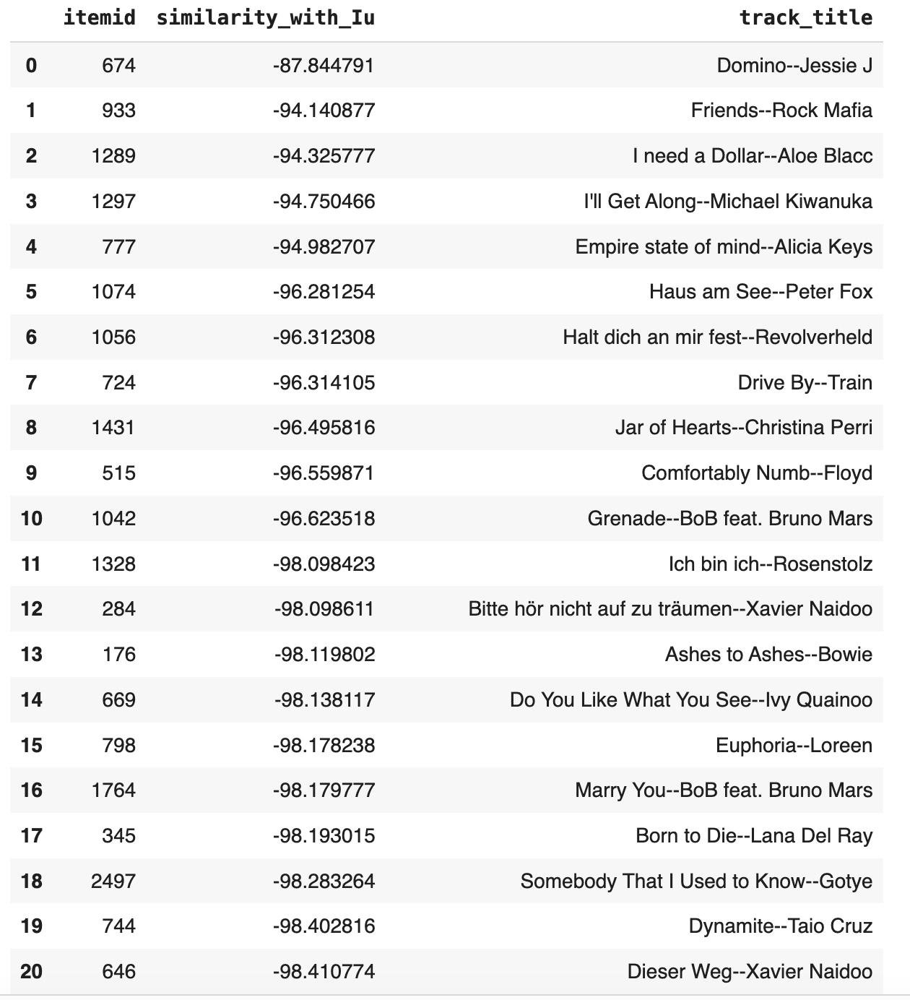 itemid similarity_with_Iu track_title
0 674 -87.844791 Domino--Jessie J
1 933 -94.140877 Friends--Rock Mafia
2 1289 -94.325777 I need a Dollar--Aloe Blacc
3 1297 -94.750466 I'll Get Along--Michael Kiwanuka
4 777 -94.982707 Empire state of mind--Alicia Keys
5 1074 -96.281254 Haus am See--Peter Fox
6 1056 -96.312308 Halt dich an mir fest--Revolverheld
7 724 -96.314105 Drive By--Train
8 1431 -96.495816 Jar of Hearts--Christina Perri
9 515 -96.559871 Comfortably Numb--Floyd
10 1042 -96.623518 Grenade--BoB feat. Bruno Mars
11 1328 -98.098423 Ich bin ich--Rosenstolz
12 284 -98.098611 Bitte hör nicht auf zu träumen--Xavier Naidoo
13 176 -98.119802 Ashes to Ashes--Bowie
14 669 -98.138117 Do You Like What You See--Ivy Quainoo
15 798 -98.178238 Euphoria--Loreen
16 1764 -98.179777 Marry You--BoB feat. Bruno Mars
17 345 -98.193015 Born to Die--Lana Del Ray
18 2497 -98.283264 Somebody That I Used to Know--Gotye
19 744 -98.402816 Dynamite--Taio Cruz
20 646 -98.410774 Dieser Weg--Xavier Naidoo